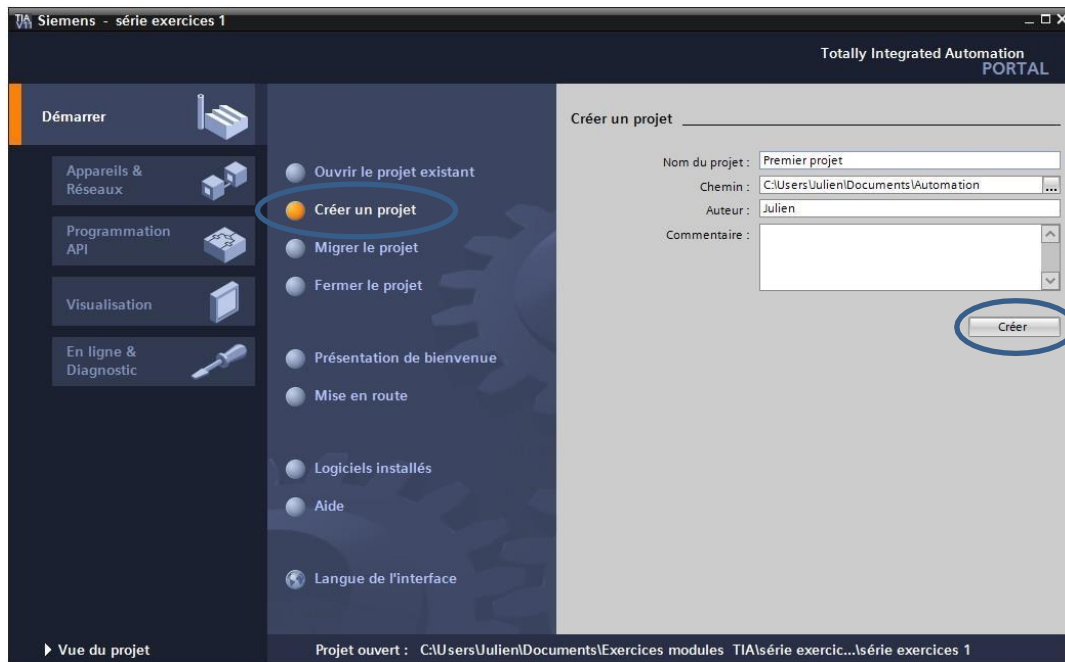 Siemens - série exercices 1
Totally Integrated Automation
PORTAL
Démarrer
Appareils &
Réseaux
Programmation
API
Visualisation
En ligne &
Diagnostic
Vue du projet
Ouvrir le projet existant
Créer un projet
Migrer le projet
Fermer le projet
Présentation de bienvenue
Mise en route
Logiciels installés
Aide
Langue de l'interface
Créer un projet
Nom du projet : Premier projet
Chemin : C:\Users\Julien\Documents\Automation ...
Auteur : Julien
Commentaire :
Créer
Projet ouvert : C:\Users\Julien\Documents\Exercices modules TIA\série exercic...\série exercices 1